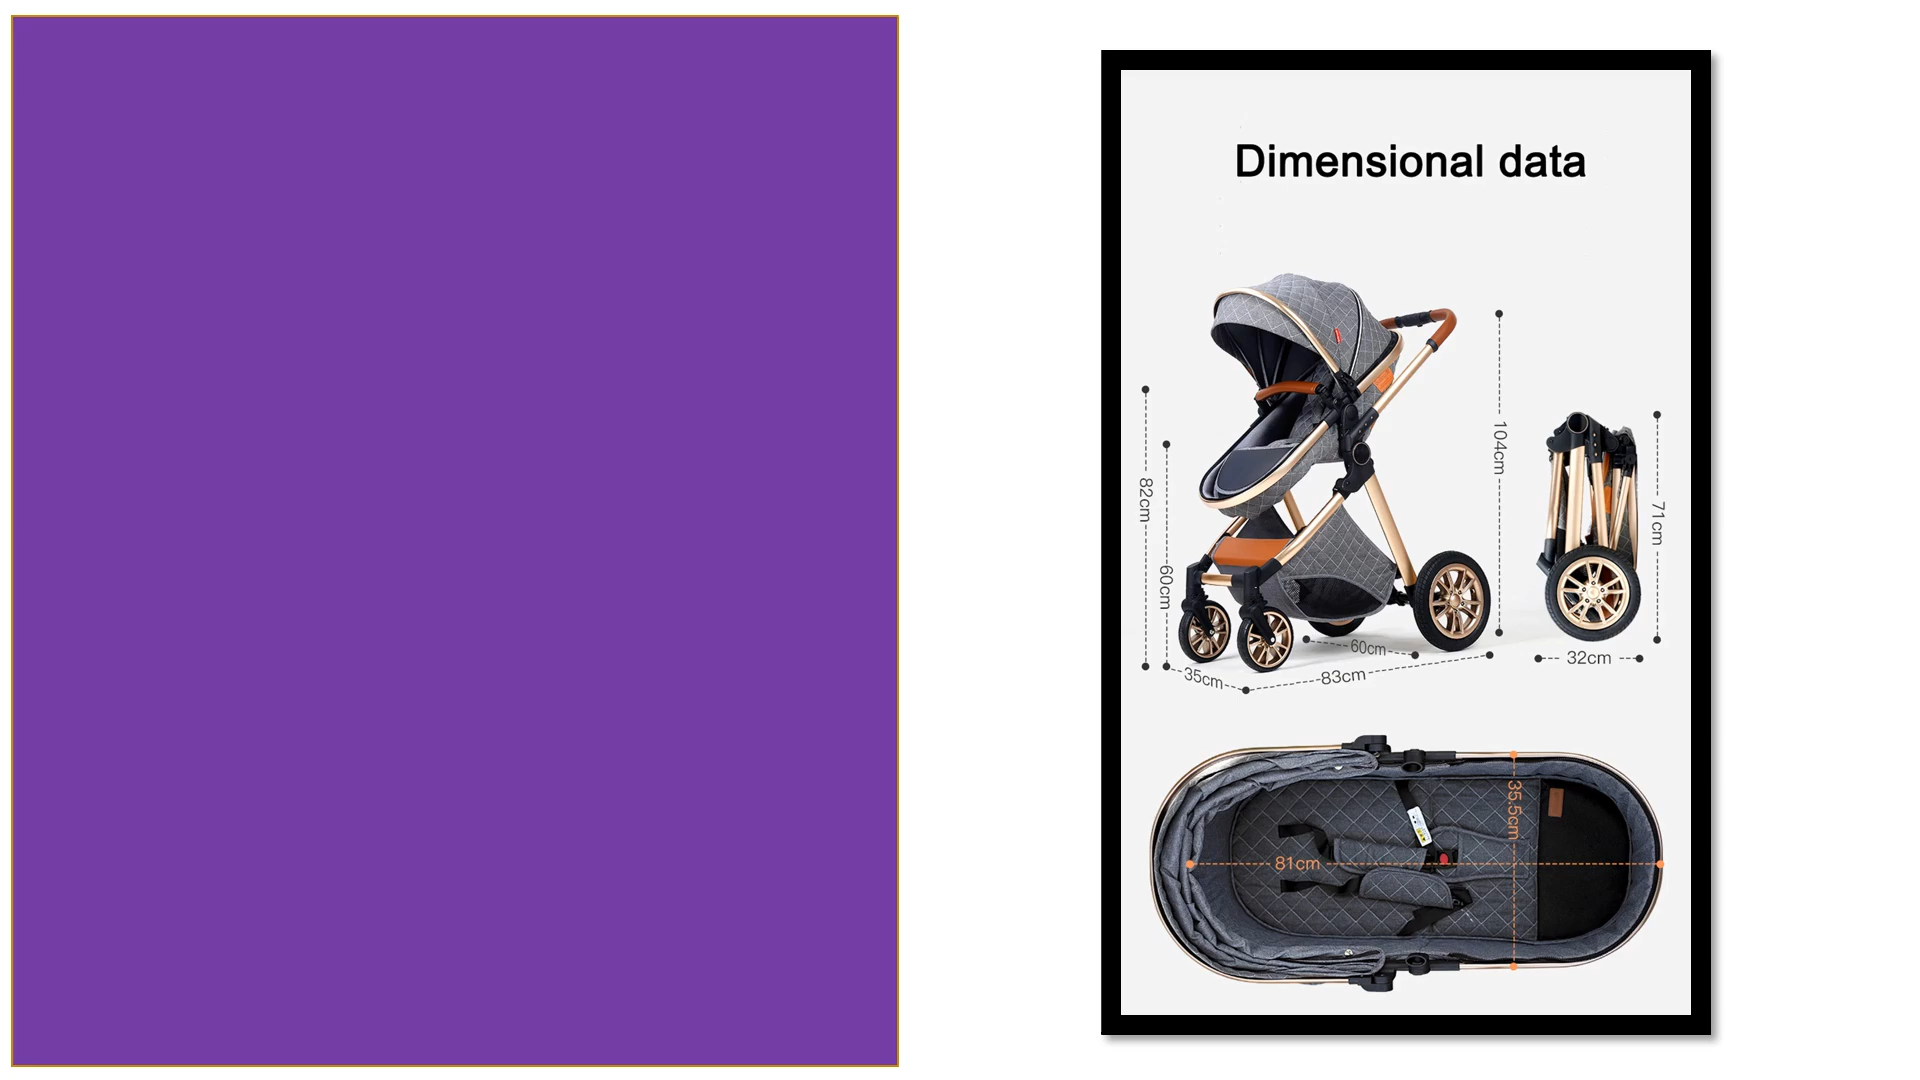 Dimensional data
82cm
60cm
104cm
71cm
60cm
35cm
83cm
32cm
35.5cm
81cm